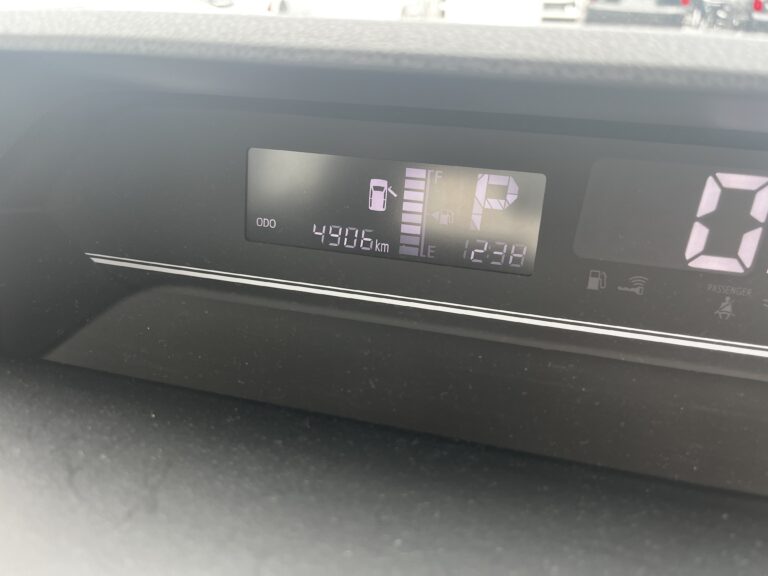 F
P
ODO
4906km
E
12:38
0
PASSENGER